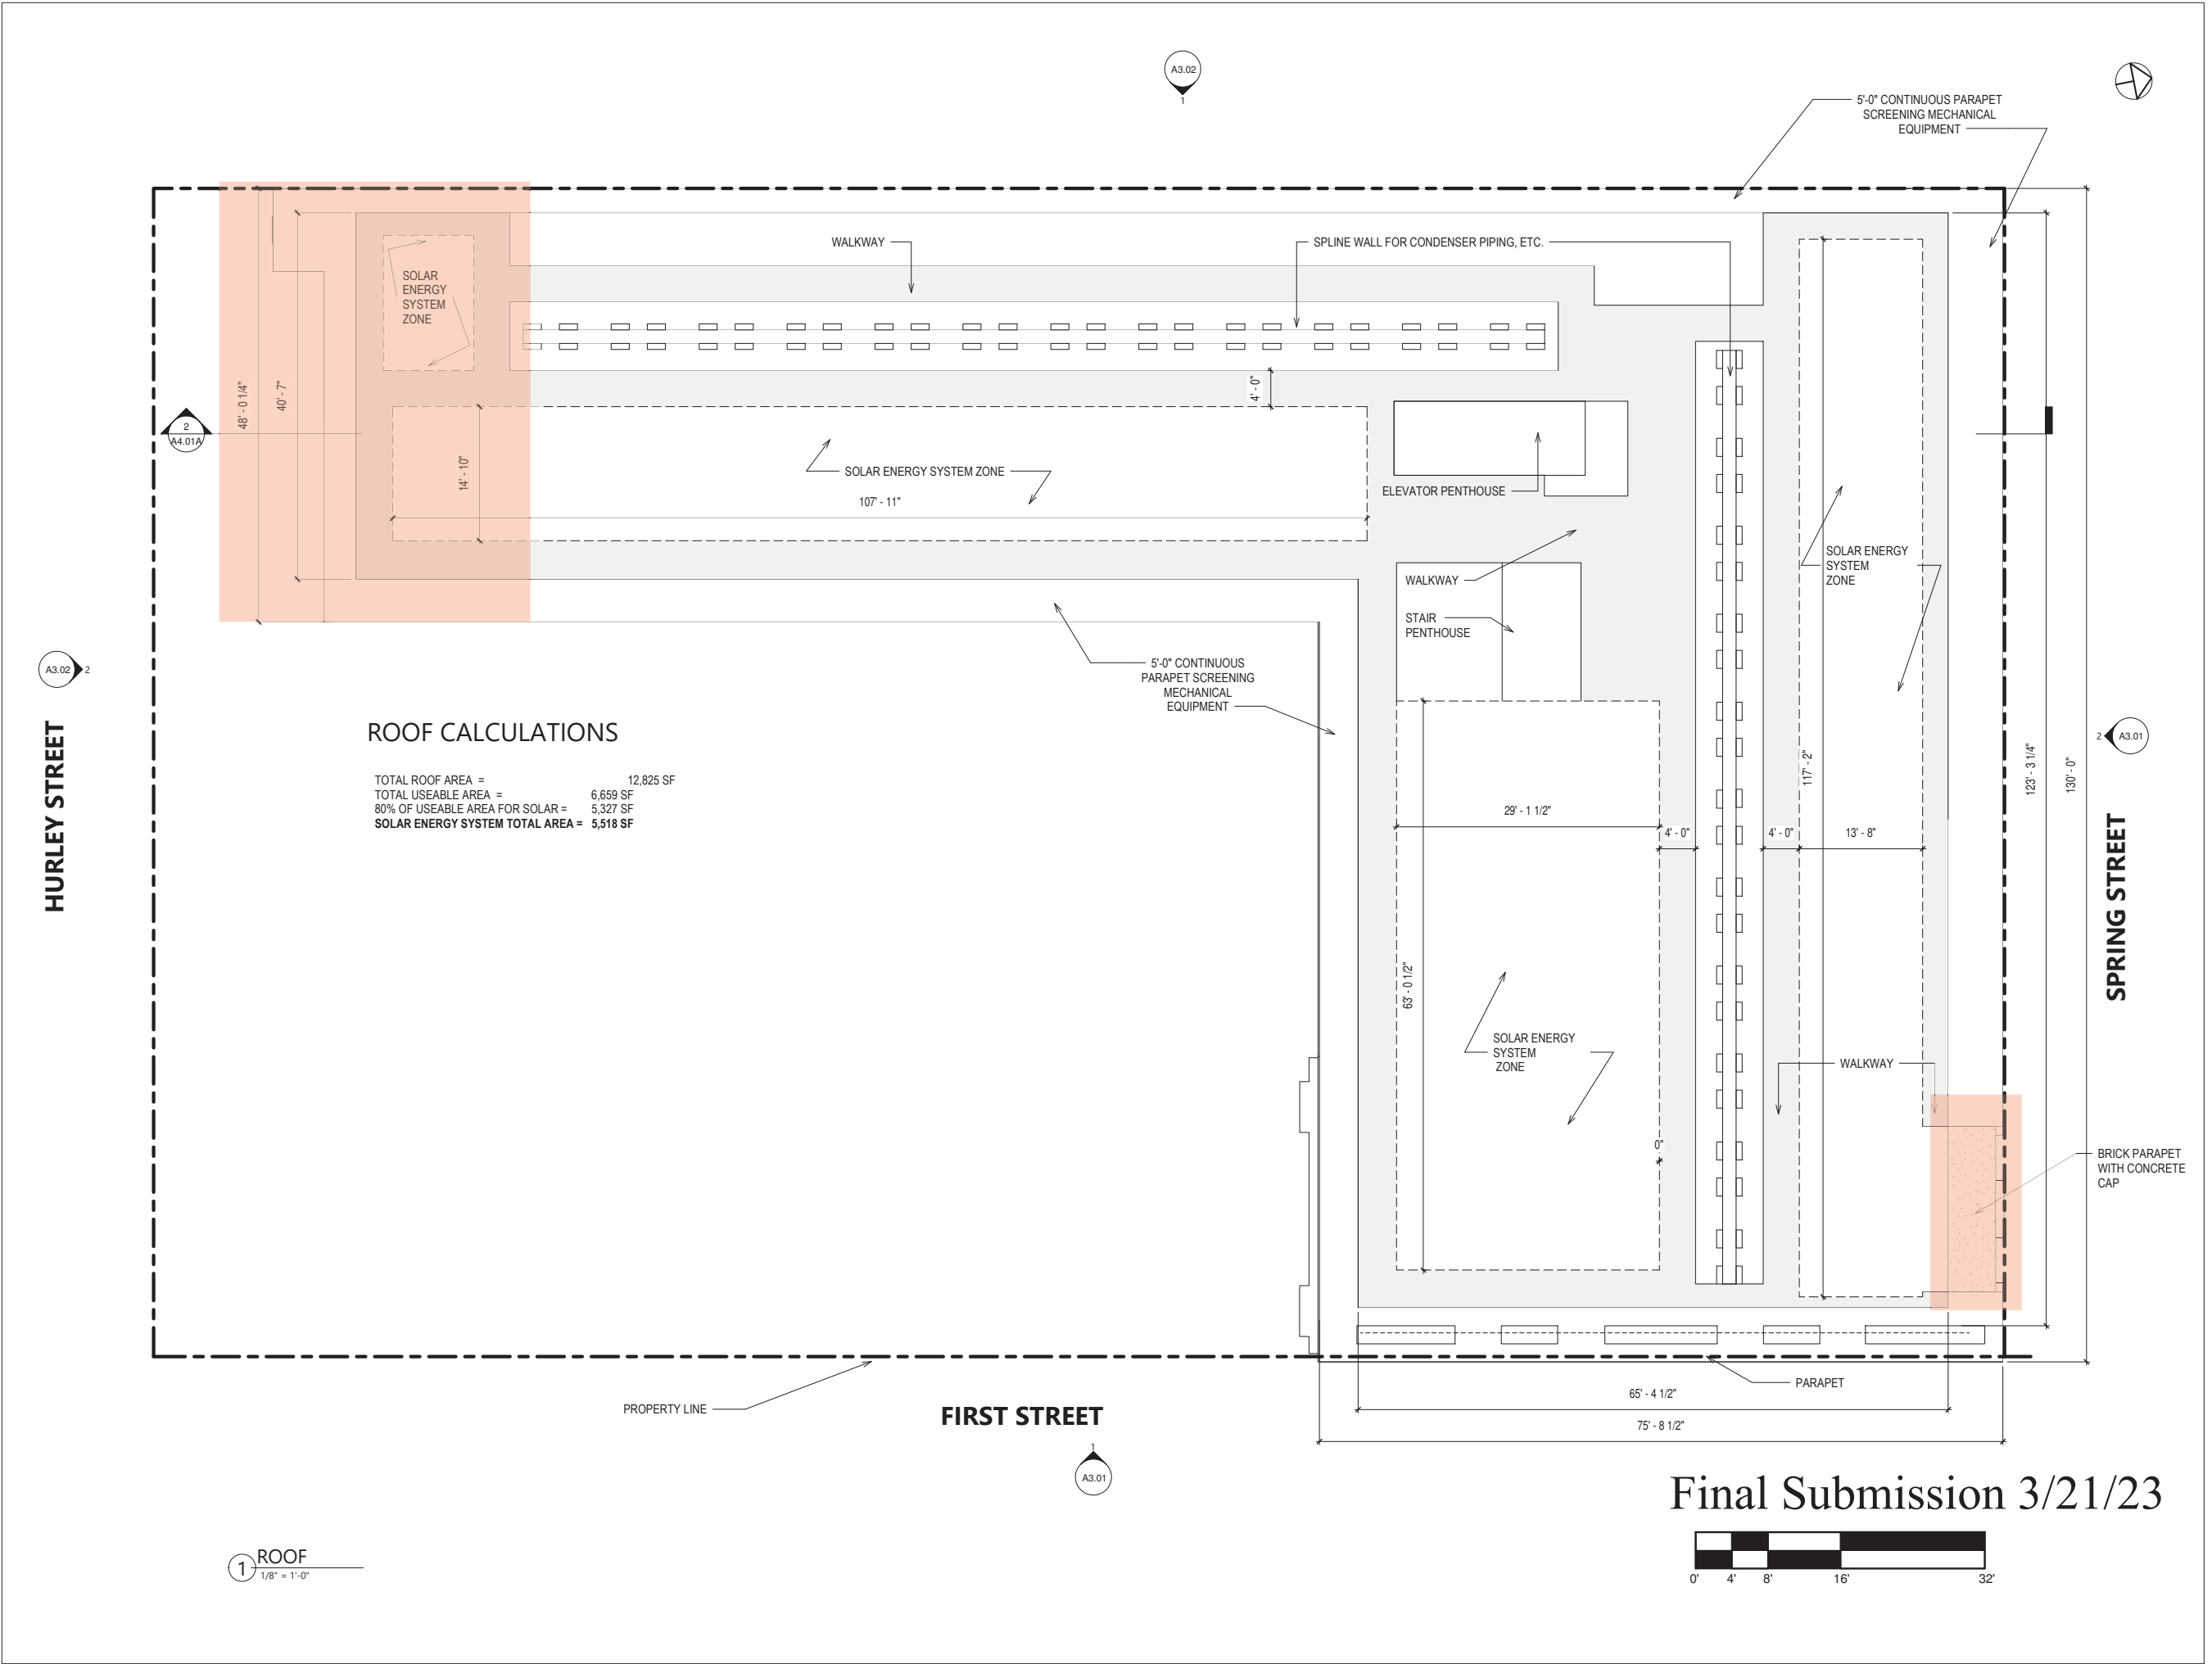 A3.02
1
5'-0" CONTINUOUS PARAPET
SCREENING MECHANICAL
EQUIPMENT
WALKWAY
SPLINE WALL FOR CONDENSER PIPING, ETC.
SOLAR
ENERGY
SYSTEM
ZONE
48' - 0 1/4"
40' - 7"
4' - 0"
2
A4.01A
14' - 10"
SOLAR ENERGY SYSTEM ZONE
107' - 11"
ELEVATOR PENTHOUSE
SOLAR ENERGY
SYSTEM
ZONE
WALKWAY
STAIR
PENTHOUSE
A3.02
2
5'-0" CONTINUOUS
PARAPET SCREENING
MECHANICAL
EQUIPMENT
HURLEY STREET
ROOF CALCULATIONS
TOTAL ROOF AREA = 12,825 SF
TOTAL USEABLE AREA = 6,659 SF
80% OF USEABLE AREA FOR SOLAR = 5,327 SF
SOLAR ENERGY SYSTEM TOTAL AREA = 5,518 SF
117' - 2"
123' - 3 1/4"
130' - 0"
2
A3.01
29' - 1 1/2"
4' - 0"
4' - 0"
13' - 8"
SPRING STREET
63' - 0 1/2"
SOLAR ENERGY
SYSTEM
ZONE
WALKWAY
0"
BRICK PARAPET
WITH CONCRETE
CAP
PARAPET
65' - 4 1/2"
75' - 8 1/2"
PROPERTY LINE
FIRST STREET
1
A3.01
Final Submission 3/21/23
0' 4' 8' 16' 32'
1
ROOF
1/8" = 1'-0"